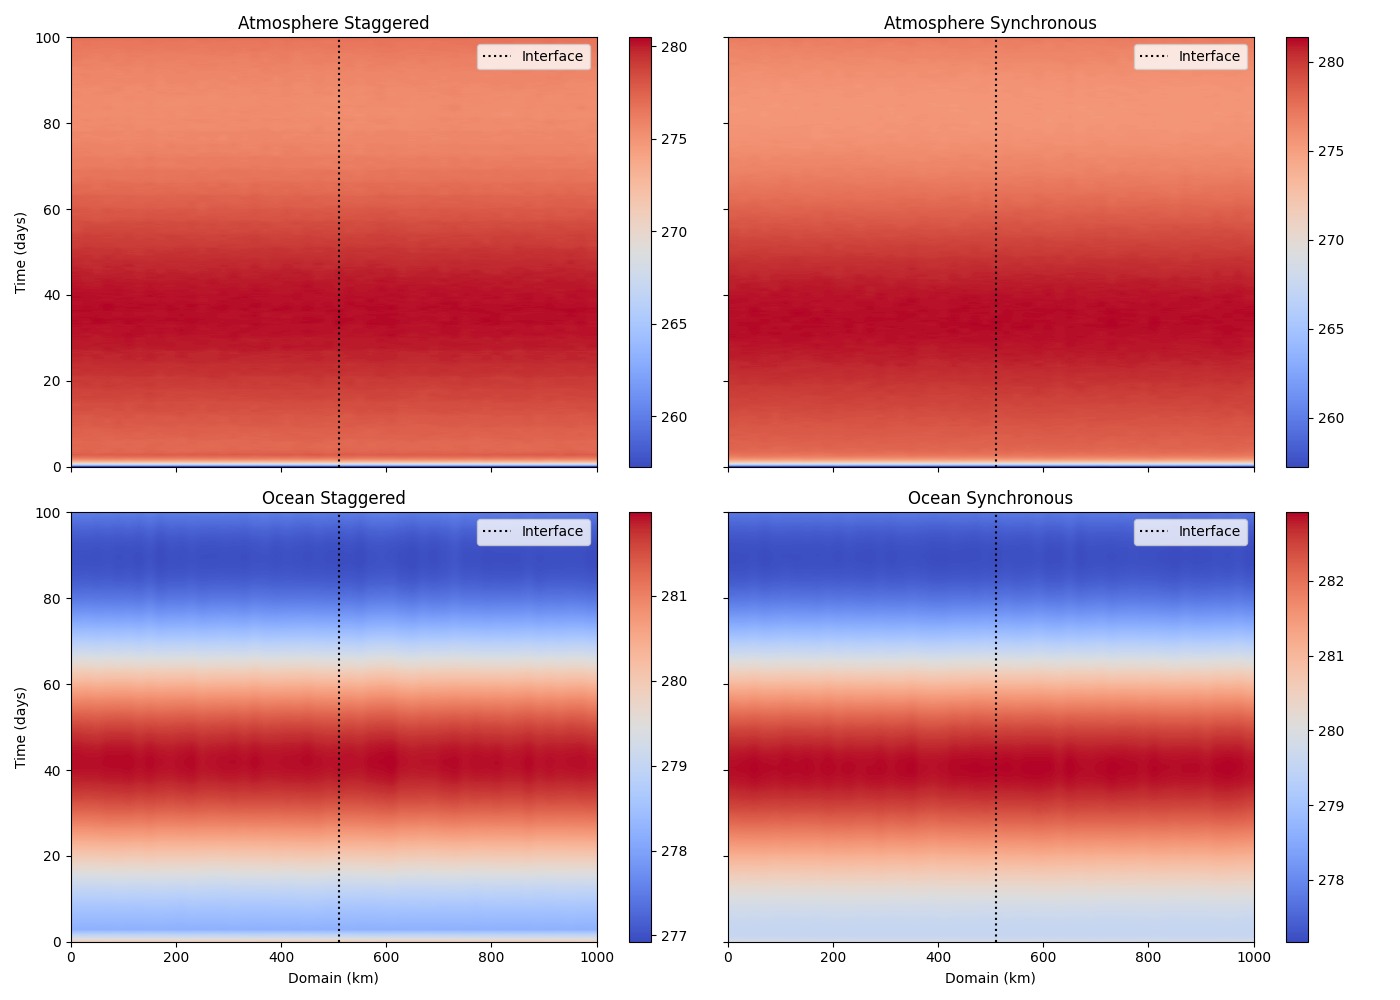 Atmosphere Staggered
Atmosphere Synchronous
100
80
60
40
20
0
Time (days)
Interface
280
275
270
265
260
Interface
280
275
270
265
260
Ocean Staggered
Ocean Synchronous
100
80
60
40
20
0
Time (days)
Interface
281
280
279
278
277
Interface
282
281
280
279
278
0 200 400 600 800 1000
0 200 400 600 800 1000
Domain (km)
Domain (km)